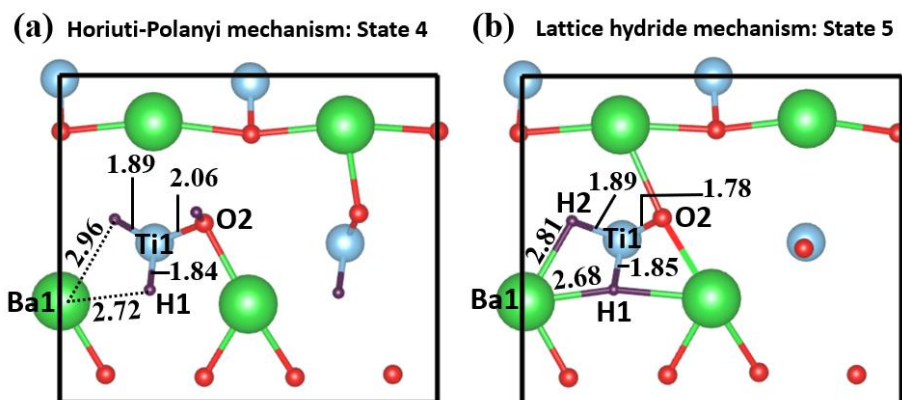 (a) Horiuti-Polanyi mechanism: State 4
1.89
2.06
O2
2.96
Ti1
1.84
Ba1
2.72
H1
(b) Lattice hydride mechanism: State 5
1.89
1.78
H2
O2
2.81
Ti1
2.68
1.85
Ba1
H1